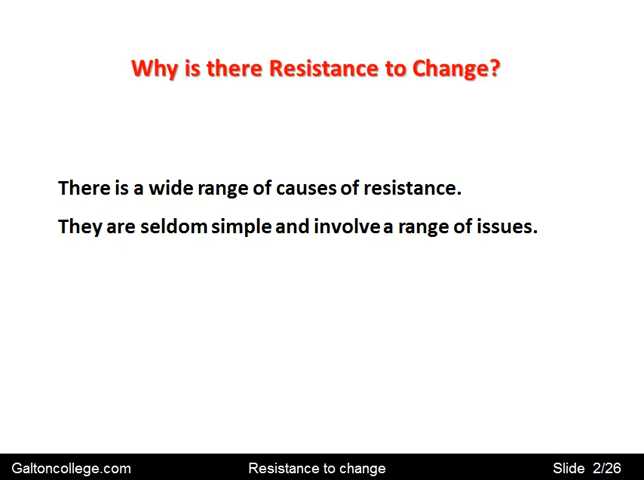 Why is there Resistance to Change?
There is a wide range of causes of resistance.
They are seldom simple and involve a range of issues.
Galtoncollege.com Resistance to change Slide 2/26